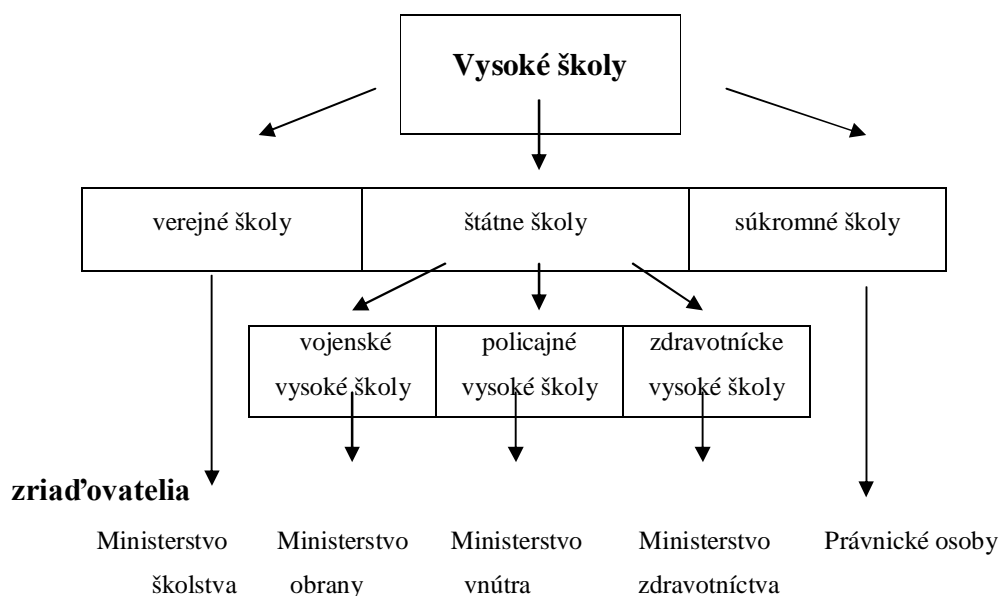 Vysoké školy
verejné školy
štátne školy
súkromné školy
vojenské
vysoké školy
policajné
vysoké školy
zdravotnícke
vysoké školy
zriaďovatelia
Ministerstvo
školstva
Ministerstvo
obrany
Ministerstvo
vnútra
Ministerstvo
zdravotníctva
Právnické osoby